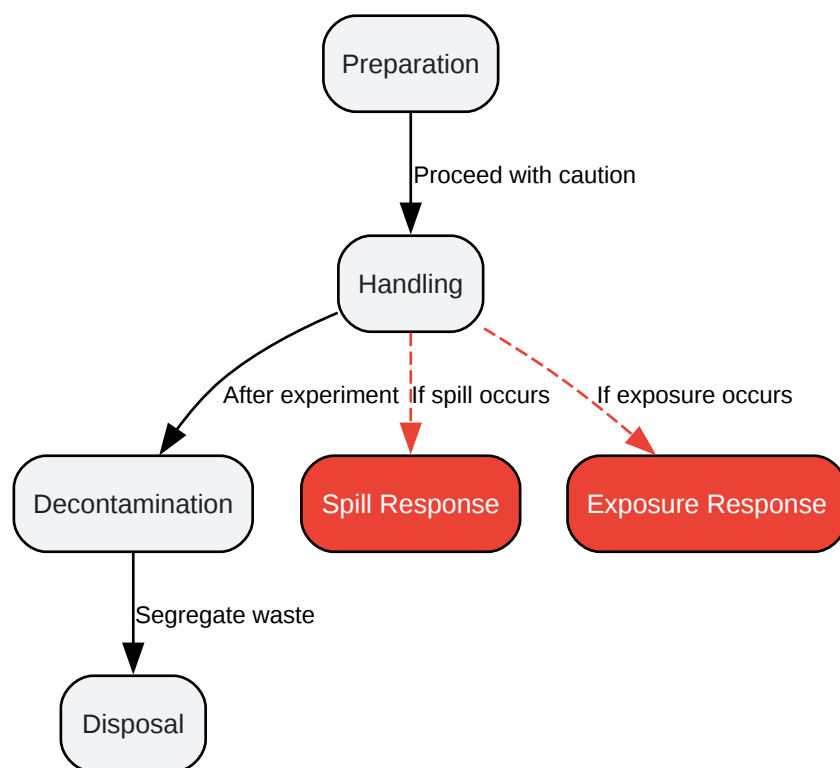 Preparation
Proceed with caution
Handling
After experiment
If spill occurs
If exposure occurs
Decontamination
Spill Response
Exposure Response
Segregate waste
Disposal